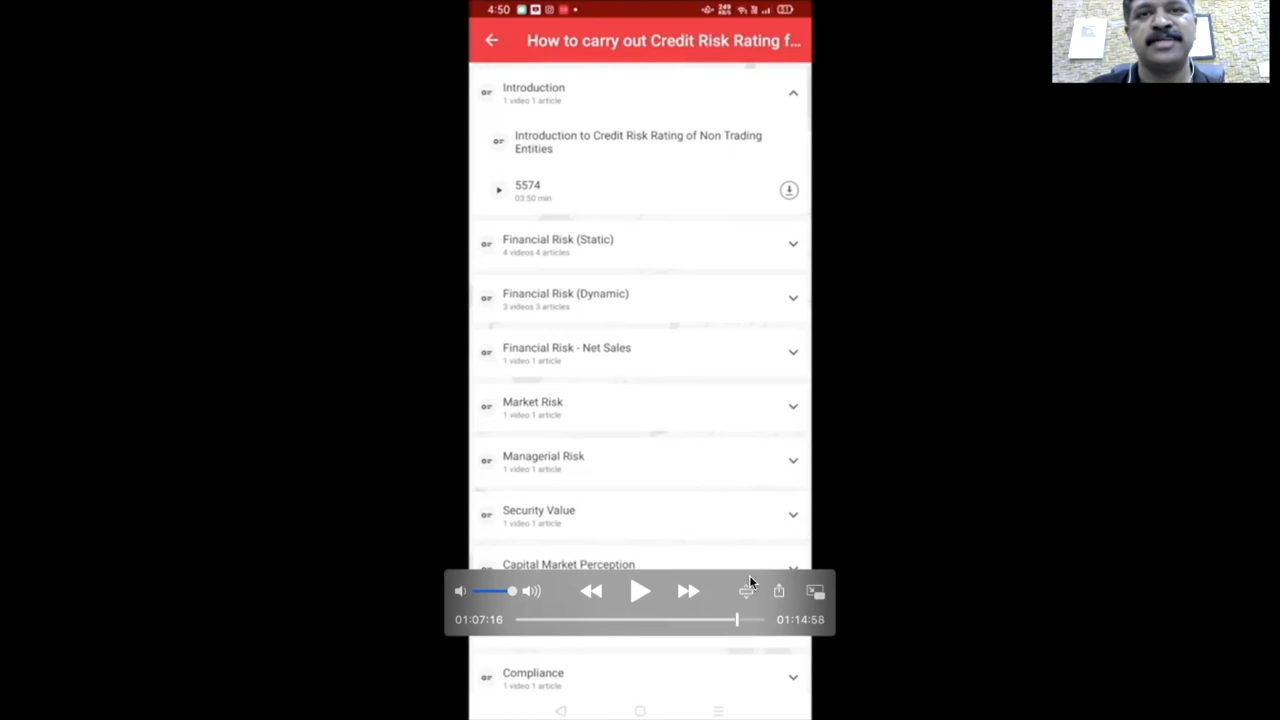 4:50
249
KB/S
31
How to carry out Credit Risk Rating f...
Introduction
1 video 1 article
Introduction to Credit Risk Rating of Non Trading
Entities
5574
03:50 min
Financial Risk (Static)
4 videos 4 articles
Financial Risk (Dynamic)
3 videos 3 articles
Financial Risk - Net Sales
1 video 1 article
Market Risk
1 video 1 article
Managerial Risk
1 video 1 article
Security Value
1 video 1 article
Capital Market Perception
01:07:16
01:14:58
Compliance
1 video 1 article